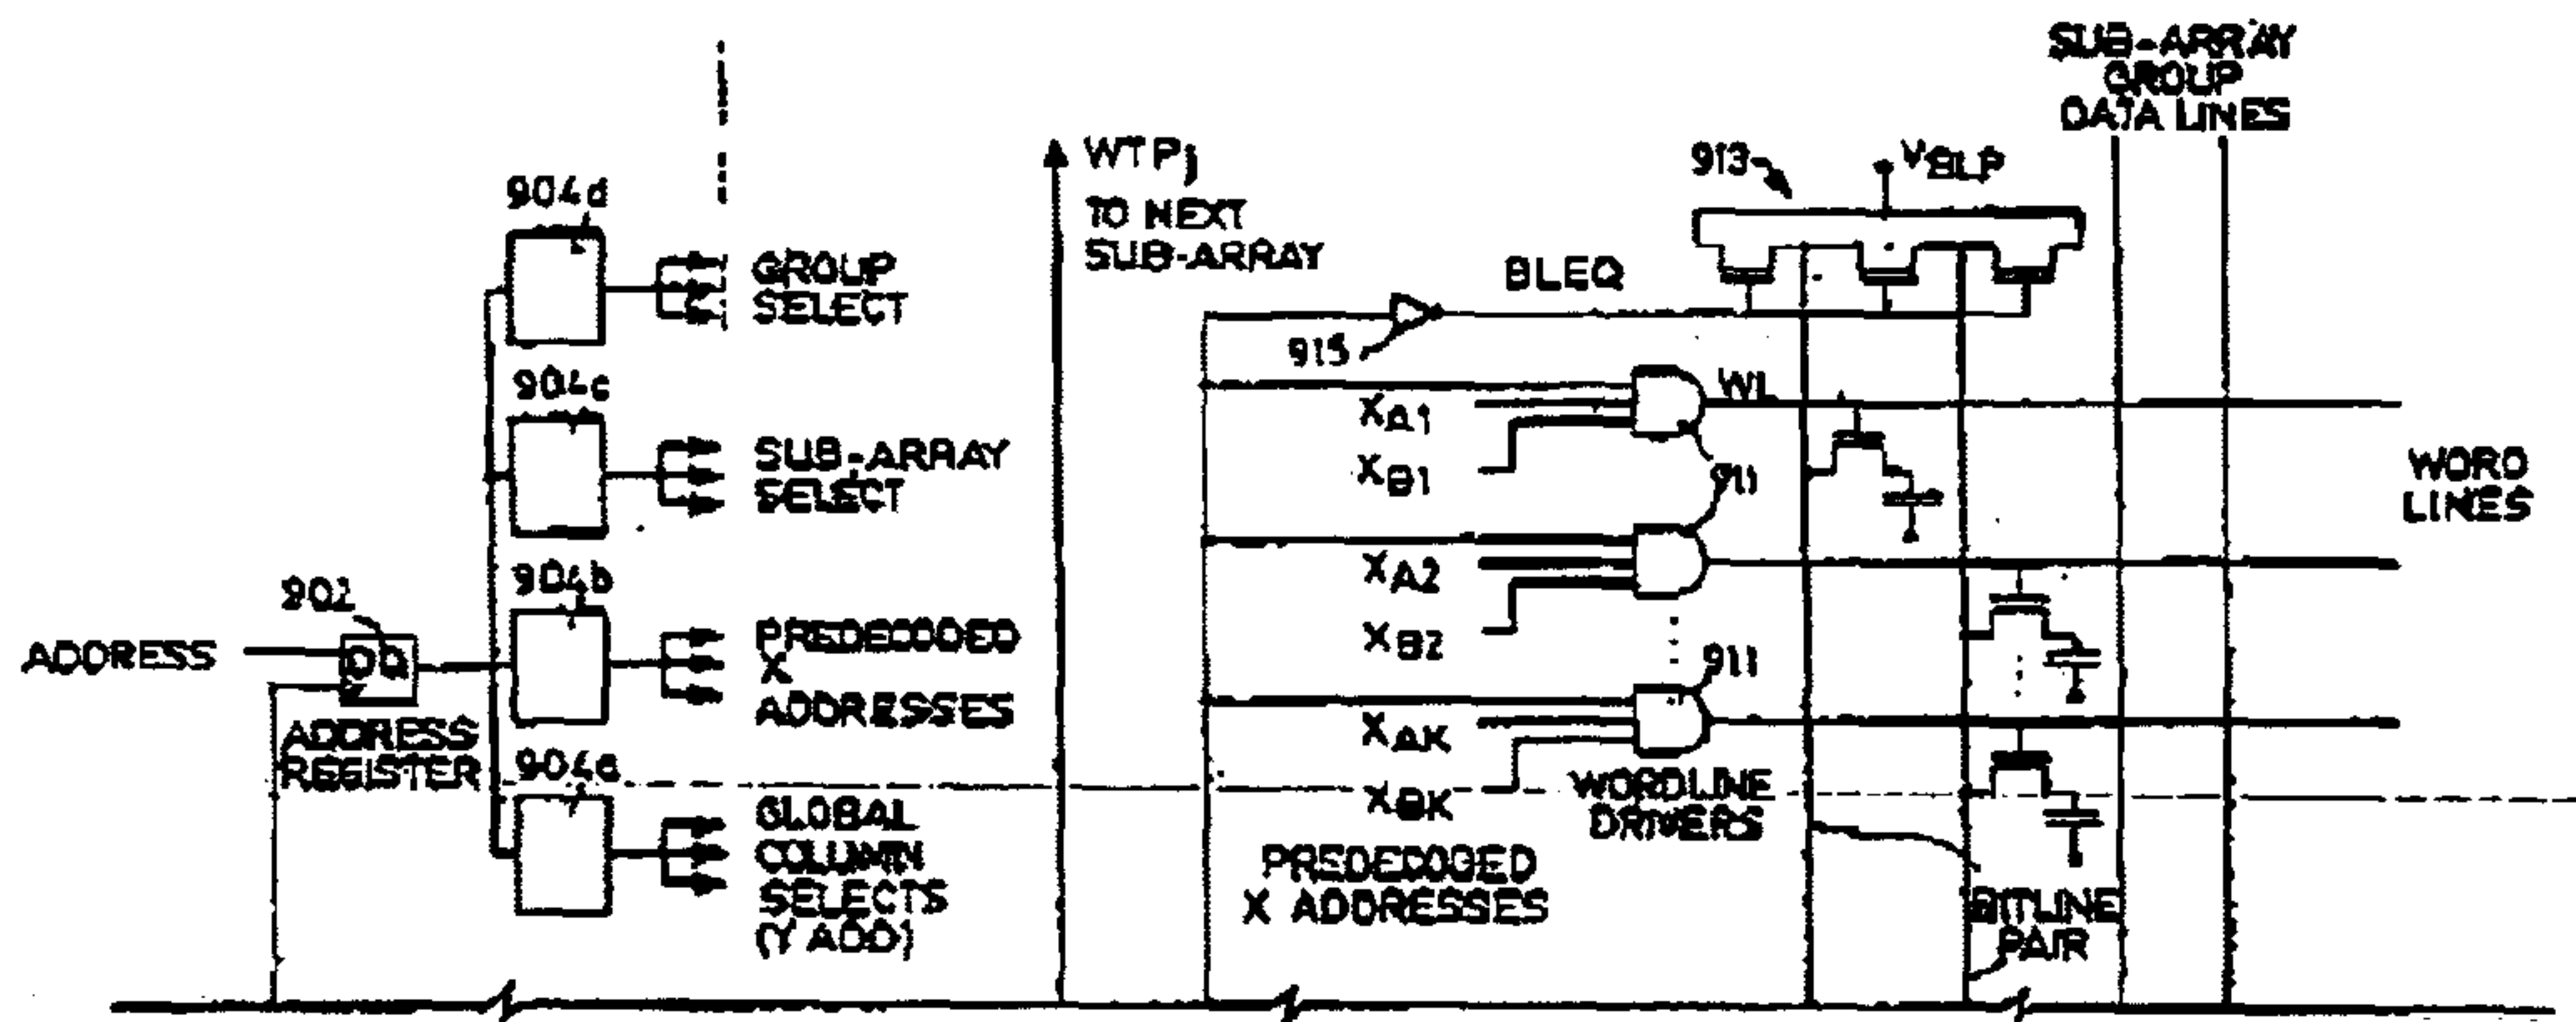 SUB-ARRAY
GROUP
DATA LINES
904d
GROUP
SELECT
904c
SUB-ARRAY
SELECT
902
904b
ADDRESS
D Q
PREDECODED
X
ADDRESSES
ADDRESS
REGISTER
904a
GLOBAL
COLUMN
SELECTS
(Y ADD)
WTPj
TO NEXT
SUB-ARRAY
913
VBLP
BLEQ
915
XA1
WL
XB1
911
WORD
LINES
XA2
XB2
911
XAK
XBK
WORDLINE
DRIVERS
PREDECODED
X ADDRESSES
BITLINE
PAIR